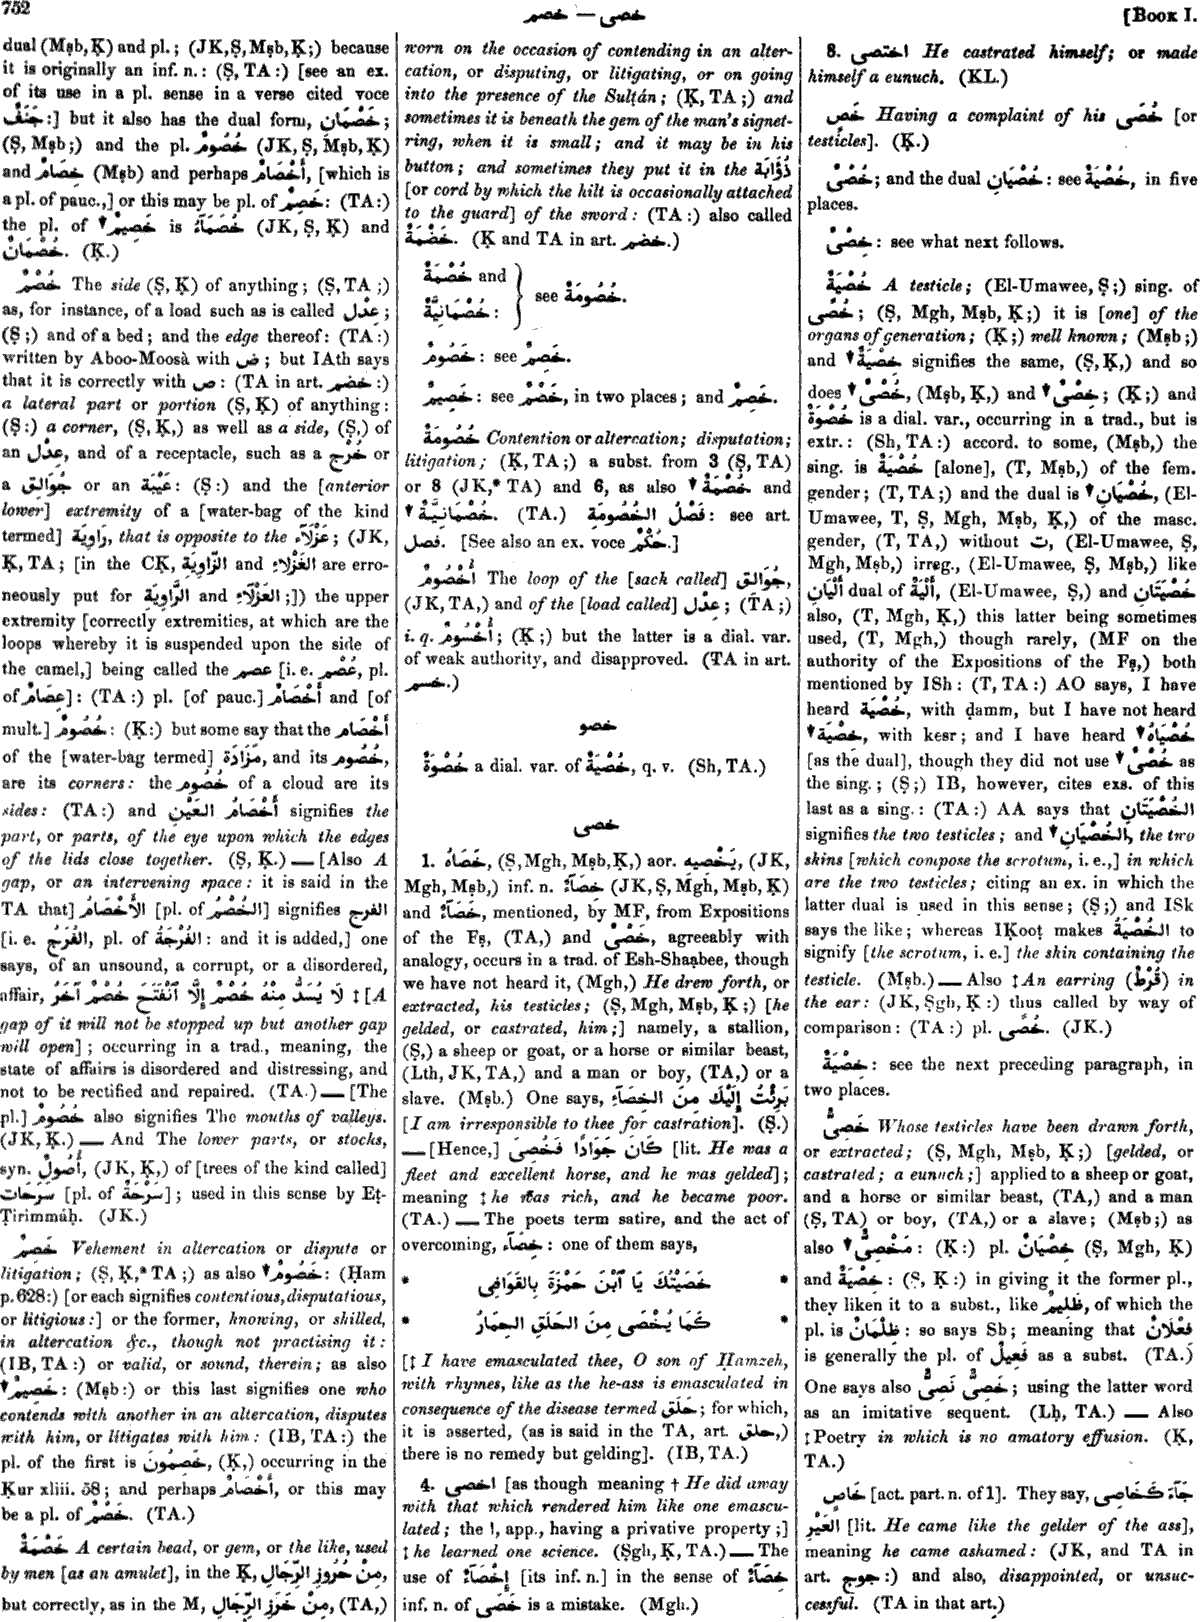 752
خصى — خصم
[Book I.
dual (Mṣb, Ḳ) and pl.; (JK, Ṣ, Mṣb, Ḳ;) because
it is originally an inf. n.: (Ṣ, TA:) [see an ex.
of its use in a pl. sense in a verse cited voce
جَنَفٌ:] but it also has the dual form, خَصْمَانِ;
(Ṣ, Mṣb;) and the pl. خُصُومٌ (JK, Ṣ, Mṣb, Ḳ)
and خِصَامٌ (Mṣb) and perhaps أَخْصَامٌ, [which is
a pl. of pauc.,] or this may be pl. of خَصِمٌ: (TA:)
the pl. of ↓ خَصِيمٌ is خُصَمَآءُ (JK, Ṣ, Ḳ) and
خُصْمَانٌ. (Ḳ.)
خُصْمٌ The side (Ṣ, Ḳ) of anything; (Ṣ, TA;)
as, for instance, of a load such as is called عِدْل;
(Ṣ;) and of a bed; and the edge thereof: (TA:)
written by Aboo-Moosà with ض; but IAth says
that it is correctly with ص: (TA in art. خضم:)
a lateral part or portion (Ṣ, Ḳ) of anything:
(Ṣ:) a corner, (Ṣ, Ḳ,) as well as a side, (Ṣ,) of
an عِدْل, and of a receptacle, such as a خُرْج or
a جُوَالِق or an عَيْبَة: (Ṣ:) and the [anterior
lower] extremity of a [water-bag of the kind
termed] رَاوِيَة, that is opposite to the عَزْلَآء; (JK,
Ḳ, TA; [in the CK, الغَزْلَاءِ and الزّاوِيَة are erro-
neously put for العَزْلَآءِ and الرَّاوِيَة;]) the upper
extremity [correctly extremities, at which are the
loops whereby it is suspended upon the side of
the camel,] being called the عصم [i. e. عُصْم, pl.
of عِصَامٌ]: (TA:) pl. [of pauc.] أَخْصَامٌ and [of
mult.] خُصُومٌ: (Ḳ:) but some say that the أَخْصَام
of the [water-bag termed] مَزَادَة, and its خُصُوم,
are its corners: the خُصُوم of a cloud are its
sides: (TA:) and أَخْصَامُ العَيْنِ signifies the
part, or parts, of the eye upon which the edges
of the lids close together. (Ṣ, Ḳ.) — [Also A
gap, or an intervening space: it is said in the
TA that] الأَخْصَامُ [pl. of الخُصْمُ] signifies الفرج
[i. e. الفُرَجُ, pl. of الفُرْجَةُ: and it is added,] one
says, of an unsound, a corrupt, or a disordered,
affair, لَا يُسَدُّ مِنْهُ خُصْمٌ إِلَّا ٱنْفَتَحَ خُصْمٌ آخَرُ ‡ [A
gap of it will not be stopped up but another gap
will open]; occurring in a trad., meaning, the
state of affairs is disordered and distressing, and
not to be rectified and repaired. (TA.) — [The
pl.] خُصُومٌ also signifies The mouths of valleys.
(JK, Ḳ.) — And The lower parts, or stocks,
syn. أُصُولٌ, (JK, Ḳ,) of [trees of the kind called]
سَرَحَات [pl. of سَرْحَةٌ]; used in this sense by Eṭ-
Ṭirimmáḥ. (JK.)
خَصِمٌ Vehement in altercation or dispute or
litigation; (Ṣ, Ḳ,* TA;) as also ↓ خَصُومٌ: (Ḥam
p. 628:) [or each signifies contentious, disputatious,
or litigious:] or the former, knowing, or skilled,
in altercation &c., though not practising it:
(IB, TA:) or valid, or sound, therein; as also
↓ خَصِيمٌ: (Mṣb:) or this last signifies one who
contends with another in an altercation, disputes
with him, or litigates with him: (IB, TA:) the
pl. of the first is خَصِمُونَ, (Ḳ,) occurring in the
Ḳur xliii. 58; and perhaps أَخْصَامٌ, or this may
be a pl. of خَصْمٌ. (TA.)
خَصْمَةٌ A certain bead, or gem, or the like, used
by men [as an amulet], in the Ḳ, مِنْ حُرُوزِ الرِّجَالِ,
but correctly, as in the M, مِنْ خَرَزِ الرِّجَالِ, (TA,)
worn on the occasion of contending in an alter-
cation, or disputing, or litigating, or on going
into the presence of the Sulṭán; (Ḳ, TA;) and
sometimes it is beneath the gem of the man's signet-
ring, when it is small; and it may be in his
button; and sometimes they put it in the ذُؤَابَة
[or cord by which the hilt is occasionally attached
to the guard] of the sword: (TA:) also called
خَضْمَةٌ. (Ḳ and TA in art. خضم.)
خُصْمَةٌ and
خُصْمَانِيَّةٌ:
see خُصُومَةٌ.
خَصُومٌ: see خَصِمٌ.
خَصِيمٌ: see خَصْمٌ, in two places; and خَصِمٌ.
خُصُومَةٌ Contention or altercation; disputation;
litigation; (Ḳ, TA;) a subst. from 3 (Ṣ, TA)
or 8 (JK,* TA) and 6, as also ↓ خُصْمَةٌ and
↓ خُصْمَانِيَّةٌ. (TA.) فَصْلُ الخُصُومَةِ: see art.
فصل. [See also an ex. voce حُكْمٌ.]
أُخْصُومٌ The loop of the [sack called] جُوَالِق,
(JK, TA,) and of the [load called] عِدْل; (TA;)
i. q. أُخْسُومٌ; (Ḳ;) but the latter is a dial. var.
of weak authority, and disapproved. (TA in art.
خسم.)
خصو
خُصْوَةٌ a dial. var. of خُصْيَةٌ, q. v. (Sh, TA.)
خصى
1. خَصَاهُ, (Ṣ, Mgh, Mṣb, Ḳ,) aor. يَخْصِيهِ, (JK,
Mgh, Mṣb,) inf. n. خِصَآءٌ (JK, Ṣ, Mgh, Mṣb, Ḳ)
and خَصَآءٌ, mentioned, by MF, from Expositions
of the Fṣ, (TA,) and خَصْىٌ, agreeably with
analogy, occurs in a trad. of Esh-Shaạbee, though
we have not heard it, (Mgh,) He drew forth, or
extracted, his testicles; (Ṣ, Mgh, Mṣb, Ḳ;) [he
gelded, or castrated, him;] namely, a stallion,
(Ṣ,) a sheep or goat, or a horse or similar beast,
(Lth, JK, TA,) and a man or boy, (TA,) or a
slave. (Mṣb.) One says, بَرِئْتُ إِلَيْكَ مِنَ الخِصَآءِ
[I am irresponsible to thee for castration]. (Ṣ.)
— [Hence,] كَانَ جَوَادًا فَخُصِىَ [lit. He was a
fleet and excellent horse, and he was gelded];
meaning ‡ he was rich, and he became poor.
(TA.) — The poets term satire, and the act of
overcoming, خِصَآء: one of them says,
* خَصَيْتُكَ يَا ٱبْنَ حَمْزَةَ بِالقَوَافِى *
* كَمَا يُخْصَى مِنَ الحَلَقِ الحِمَارُ *
[‡ I have emasculated thee, O son of Ḥamzeh,
with rhymes, like as the he-ass is emasculated in
consequence of the disease termed حَلَق; for which,
it is asserted, (as is said in the TA, art. حلق,)
there is no remedy but gelding]. (IB, TA.)
4. اخصى [as though meaning † He did away
with that which rendered him like one emascu-
lated; the ا, app., having a privative property;]
‡ he learned one science. (Ṣgh, Ḳ, TA.) — The
use of إِخْصَآءٌ [its inf. n.] in the sense of خِصَآءٌ
inf. n. of خَصَى is a mistake. (Mgh.)
8. اختصى He castrated himself; or made
himself a eunuch. (KL.)
خَصٍ Having a complaint of his خُصَى [or
testicles]. (Ḳ.)
خُصْىٌ; and the dual خُصْيَانِ: see خُصْيَةٌ, in five
places.
خِصْىٌ: see what next follows.
خُصْيَةٌ A testicle; (El-Umawee, Ṣ;) sing. of
خُصًى; (Ṣ, Mgh, Mṣb, Ḳ;) it is [one] of the
organs of generation; (Ḳ;) well known; (Mṣb;)
and ↓ خِصْيَةٌ signifies the same, (Ṣ, Ḳ,) and so
does ↓ خُصْىٌ, (Mṣb, Ḳ,) and ↓ خِصْىٌ; (Ḳ;) and
خُصْوَةٌ is a dial. var., occurring in a trad., but is
extr.: (Sh, TA:) accord. to some, (Mṣb,) the
sing. is خُصْيَةٌ [alone], (T, Mṣb,) of the fem.
gender; (T, TA;) and the dual is ↓ خُصْيَانِ, (El-
Umawee, T, Ṣ, Mgh, Mṣb, Ḳ,) of the masc.
gender, (T, TA,) without ت, (El-Umawee, Ṣ,
Mgh, Mṣb,) irreg., (El-Umawee, Ṣ, Mṣb,) like
أَلْيَانِ dual of أَلْيَةٌ, (El-Umawee, Ṣ,) and خُصْيَتَانِ
also, (T, Mgh, Ḳ,) this latter being sometimes
used, (T, Mgh,) though rarely, (MF on the
authority of the Expositions of the Fṣ,) both
mentioned by ISh: (T, TA:) AO says, I have
heard خُصْيَة, with ḍamm, but I have not heard
↓ خِصْيَة, with kesr; and I have heard ↓ خُصْيَاهُ
[as the dual], though they did not use ↓ خُصْىٌ as
the sing.; (Ṣ;) IB, however, cites exs. of this
last as a sing.: (TA:) AA says that الخُصْيَتَانِ
signifies the two testicles; and ↓ الخُصْيَانِ, the two
skins [which compose the scrotum, i. e.,] in which
are the two testicles; citing an ex. in which the
latter dual is used in this sense; (Ṣ;) and ISk
says the like; whereas IḲooṭ makes الخُصْيَةُ to
signify [the scrotum, i. e.] the skin containing the
testicle. (Mṣb.) — Also ‡ An earring (قُرْطٌ) in
the ear: (JK, Ṣgh, Ḳ:) thus called by way of
comparison: (TA:) pl. خُصًى. (JK.)
خِصْيَةٌ: see the next preceding paragraph, in
two places.
خَصِىٌّ Whose testicles have been drawn forth,
or extracted; (Ṣ, Mgh, Mṣb, Ḳ;) [gelded, or
castrated; a eunuch;] applied to a sheep or goat,
and a horse or similar beast, (TA,) and a man
(Ṣ, TA) or boy, (TA,) or a slave; (Mṣb;) as
also ↓ مَخْصِىٌّ: (Ḳ:) pl. خِصْيَانٌ (Ṣ, Mgh, Ḳ)
and خِصْيَةٌ: (Ṣ, Ḳ:) in giving it the former pl.,
they liken it to a subst., like ظَلِيمٌ, of which the
pl. is ظِلْمَانٌ: so says Sb; meaning that فِعْلَانٌ
is generally the pl. of فَعِيلٌ as a subst. (TA.)
One says also خَصِىٌّ نَصِىٌّ; using the latter word
as an imitative sequent. (Lḥ, TA.) — Also
‡ Poetry in which is no amatory effusion. (Ḳ,
TA.)
خَاصٍ [act. part. n. of 1]. They say, جَآءَ كَخَاصِى
العَيْرِ [lit. He came like the gelder of the ass],
meaning he came ashamed: (JK, and TA in
art. جوج:) and also, disappointed, or unsuc-
cessful. (TA in that art.)